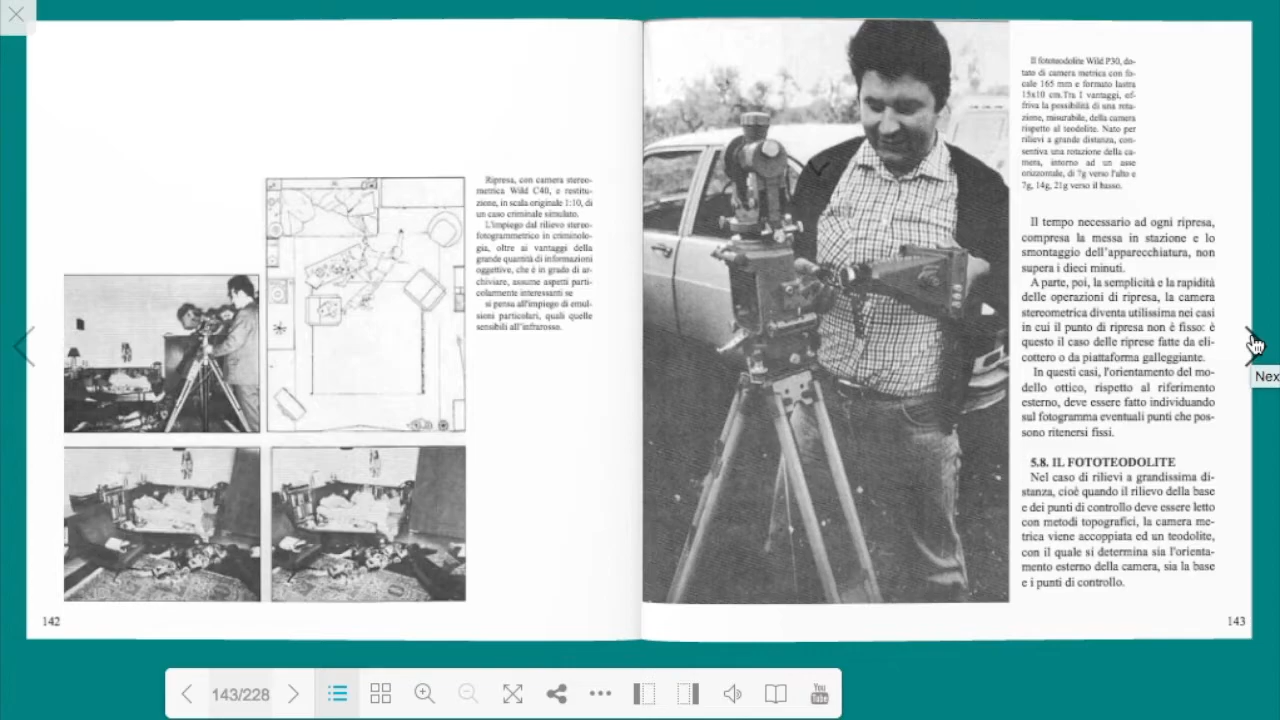 Ripresa, con camera stereo-
metrica Wild C40, e restitu-
zione, in scala originale 1:10, di
un caso criminale simulato.
L'impiego dal rilievo stereo-
fotogrammetrico in criminolo-
gia, oltre ai vantaggi della
grande quantità di informazioni
oggettive, che è in grado di ar-
chiviare, assume aspetti parti-
colarmente interessanti se
si pensa all'impiego di emul-
sioni particolari, quali quelle
sensibili all'infrarosso.
142
Il fototeodolite Wild P30, do-
tato di camera metrica con fo-
cale 165 mm e formato lastra
15x10 cm.Tra I vantaggi, of-
friva la possibilità di una rota-
zione, misurabile, della camera
rispetto al teodolite. Nato per
rilievi a grande distanza, con-
sentiva una rotazione della ca-
mera, intorno ad un asse
orizzontale, di 7g verso l'alto e
7g, 14g, 21g verso il basso.
Il tempo necessario ad ogni ripresa,
compresa la messa in stazione e lo
smontaggio dell'apparecchiatura, non
supera i dieci minuti.
A parte, poi, la semplicità e la rapidità
delle operazioni di ripresa, la camera
stereometrica diventa utilissima nei casi
in cui il punto di ripresa non è fisso: è
questo il caso delle riprese fatte da eli-
cottero o da piattaforma galleggiante.
In questi casi, l'orientamento del mo-
dello ottico, rispetto al riferimento
esterno, deve essere fatto individuando
sul fotogramma eventuali punti che pos-
sono ritenersi fissi.
5.8. IL FOTOTEODOLITE
Nel caso di rilievi a grandissima di-
stanza, cioè quando il rilievo della base
e dei punti di controllo deve essere letto
con metodi topografici, la camera me-
trica viene accoppiata ed un teodolite,
con il quale si determina sia l'orienta-
mento esterno della camera, sia la base
e i punti di controllo.
143
Nex
143/228
You
Tube